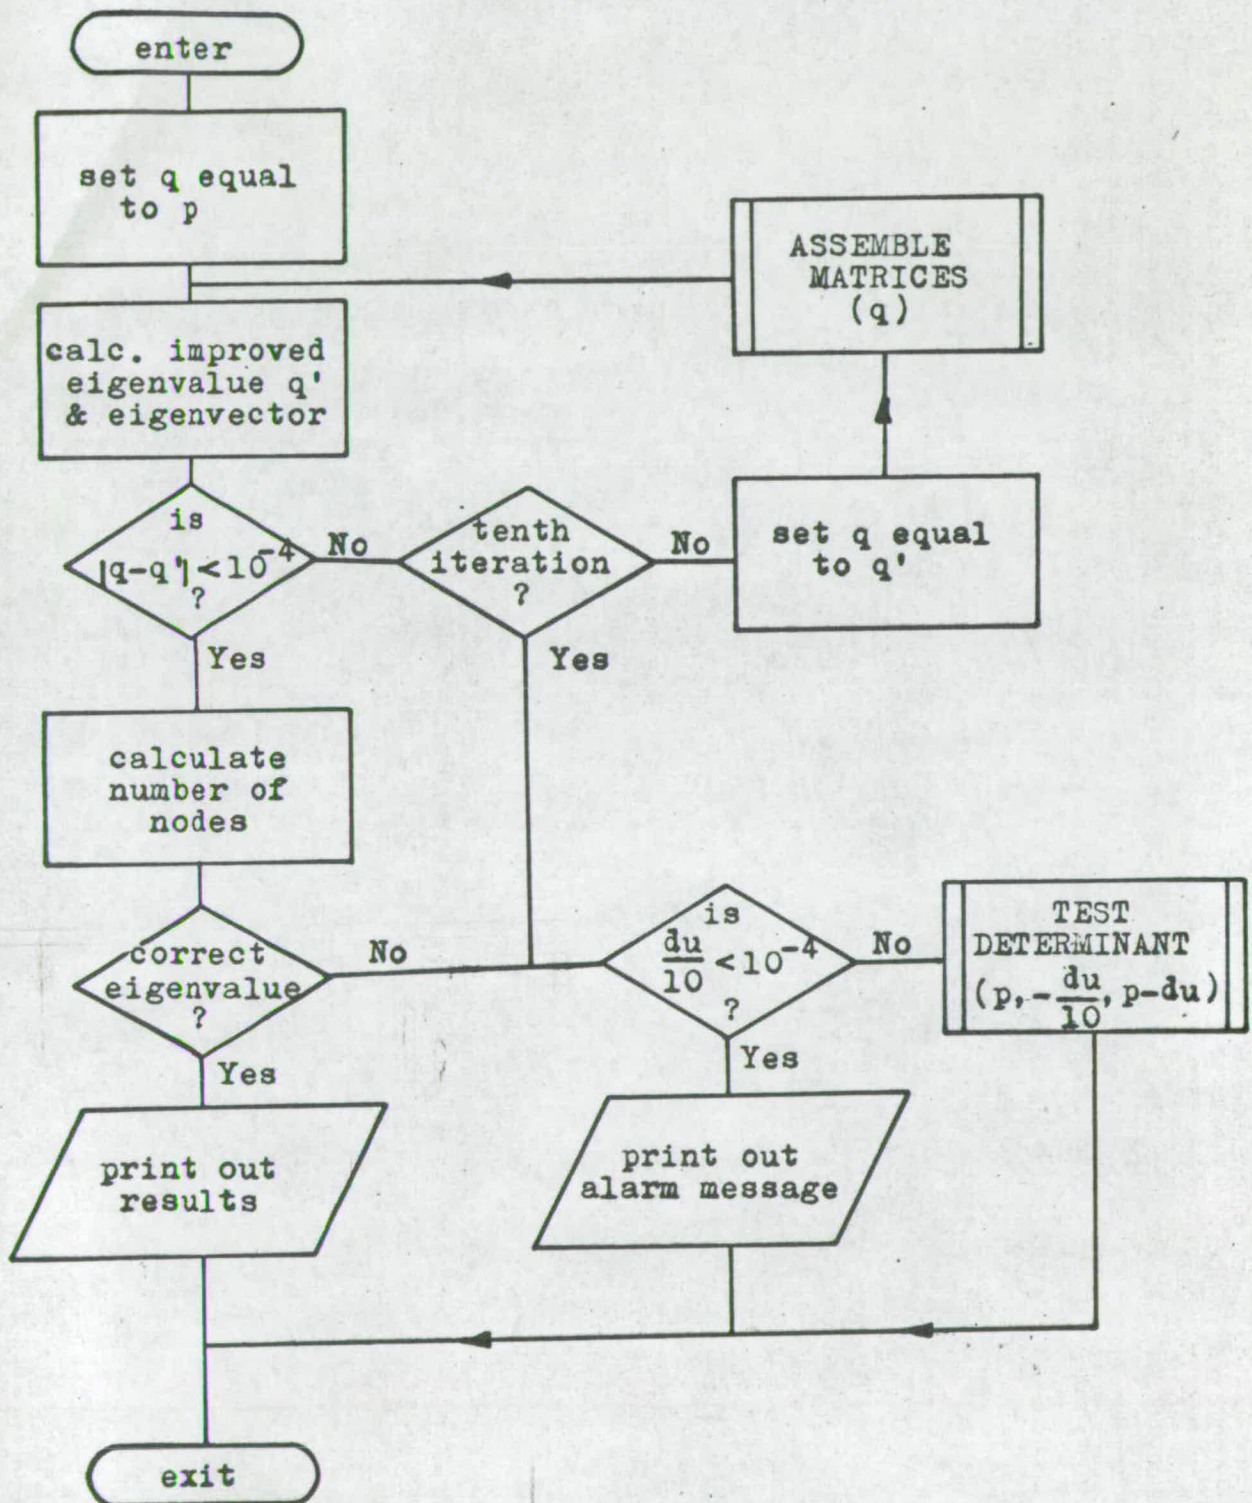 enter
set q equal
to p
ASSEMBLE
MATRICES
(q)
calc. improved
eigenvalue q'
& eigenvector
is
|q-q'| < 10^-4
?
No
tenth
iteration
?
No
set q equal
to q'
Yes
Yes
calculate
number of
nodes
correct
eigenvalue
?
No
is
du/10 < 10^-4
?
No
TEST
DETERMINANT
(p, -du/10, p-du)
Yes
Yes
print out
results
print out
alarm message
exit